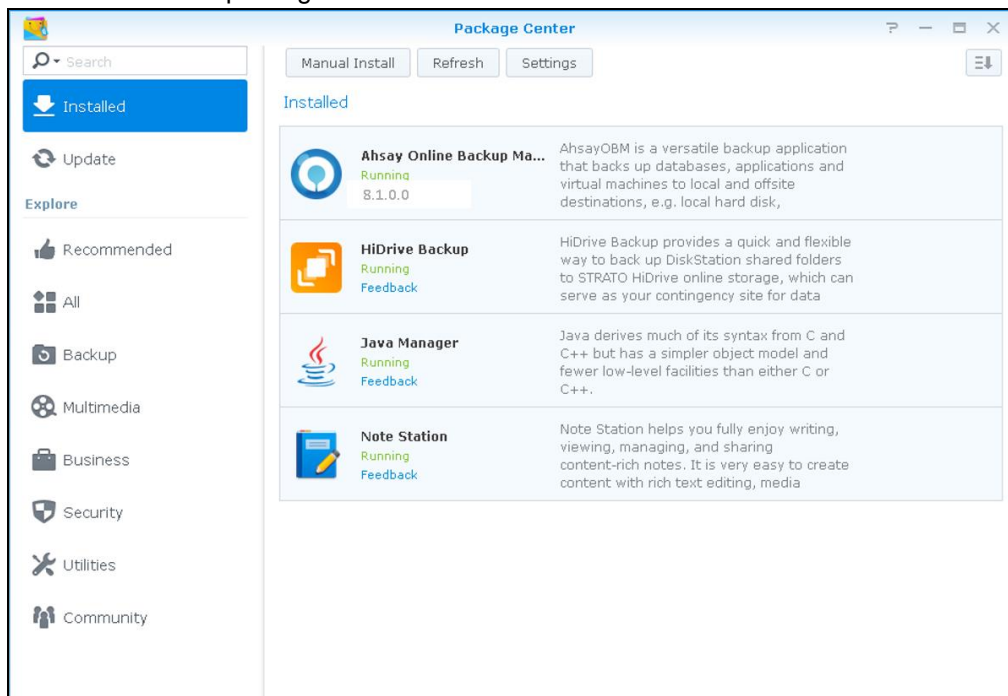 Package Center
Search
Manual Install Refresh Settings
Installed
Update
Explore
Recommended
All
Backup
Multimedia
Business
Security
Utilities
Community
Installed
Ahsay Online Backup Ma...
Running
8.1.0.0
AhsayOBM is a versatile backup application
that backs up databases, applications and
virtual machines to local and offsite
destinations, e.g. local hard disk,
HiDrive Backup
Running
Feedback
HiDrive Backup provides a quick and flexible
way to back up DiskStation shared folders
to STRATO HiDrive online storage, which can
serve as your contingency site for data
Java Manager
Running
Feedback
Java derives much of its syntax from C and
C++ but has a simpler object model and
fewer low-level facilities than either C or
C++.
Note Station
Running
Feedback
Note Station helps you fully enjoy writing,
viewing, managing, and sharing
content-rich notes. It is very easy to create
content with rich text editing, media